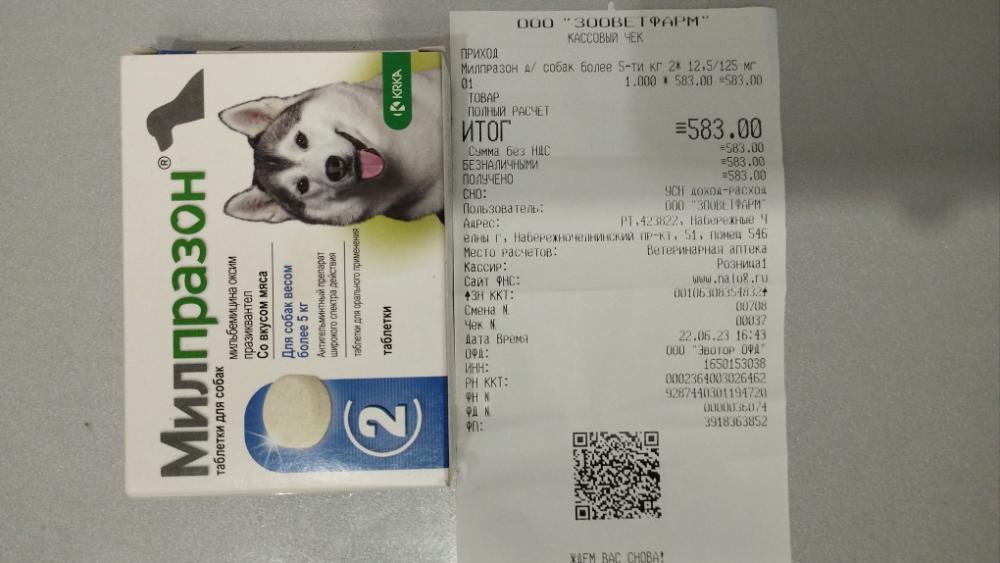 Милпразон®
таблетки для собак
мильбемицина оксим
празиквантел
Со вкусом мяса
Для собак весом
более 5 кг
Антигельминтный препарат
широкого спектра действия
таблетки для орального применения
таблетки
2
KRKA
ООО "ЗООВЕТФАРМ"
КАССОВЫЙ ЧЕК
ПРИХОД
Милпразон д/ собак более 5-ти кг 2* 12,5/125 мг
01 1.000 * 583.00 =583.00
ТОВАР
ПОЛНЫЙ РАСЧЕТ
ИТОГ =583.00
Сумма без НДС =583.00
БЕЗНАЛИЧНЫМИ =583.00
ПОЛУЧЕНО =583.00
СНО: УСН доход-расход
Пользователь: ООО "ЗООВЕТФАРМ"
Адрес: РТ,423822, Набережные Ч
елны г, Набережночелнинский пр-кт, 51, помещ 546
Место расчетов: Ветеринарная аптека
Кассир: Розница1
Сайт ФНС: www.nalog.ru
ЗН ККТ: 00106308354832
Смена N 00708
Чек N 00037
Дата Время 22.06.23 16:43
ОФД: ООО "Эвотор ОФД"
ИНН: 1650153038
РН ККТ: 0002364003026462
ФН N 9287440301194720
ФД N 0000036074
ФП: 3918363852
ЖДЕМ ВАС СНОВА!